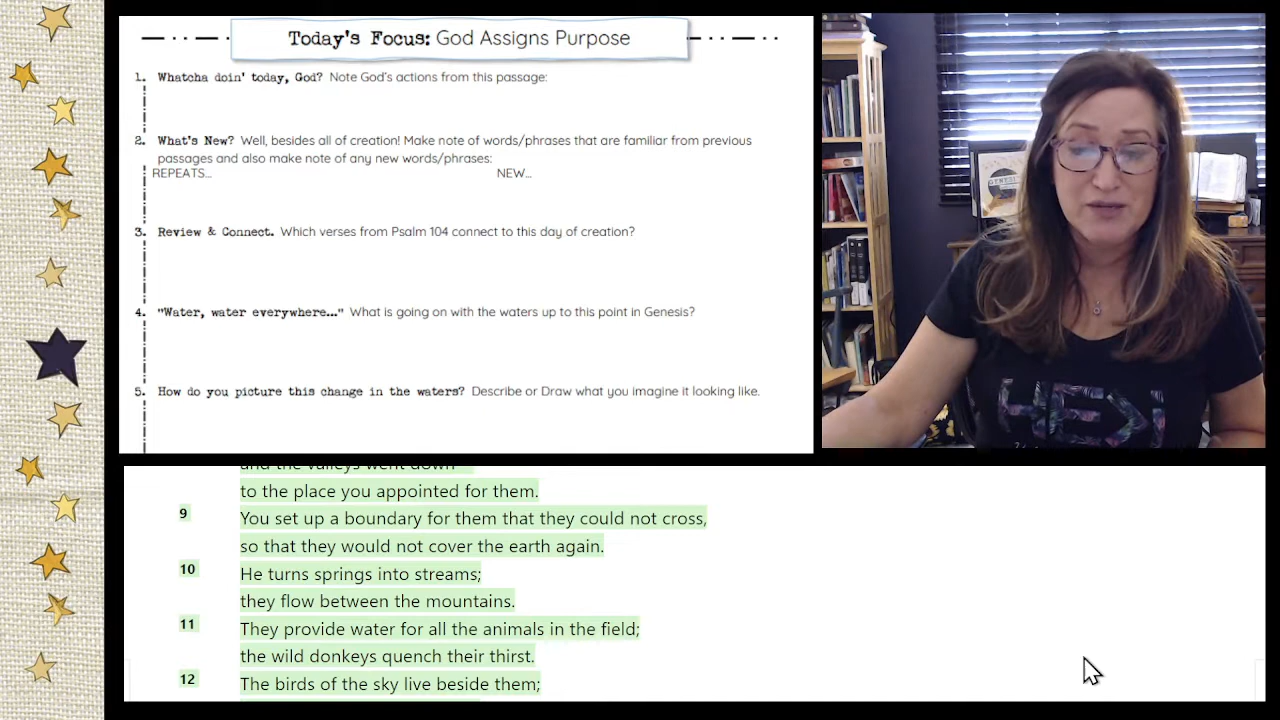 Today's Focus: God Assigns Purpose
1. Whatcha doin' today, God? Note God's actions from this passage:
2. What's New? Well, besides all of creation! Make note of words/phrases that are familiar from previous
passages and also make note of any new words/phrases:
REPEATS... NEW...
3. Review & Connect. Which verses from Psalm 104 connect to this day of creation?
4. "Water, water everywhere..." What is going on with the waters up to this point in Genesis?
5. How do you picture this change in the waters? Describe or Draw what you imagine it looking like.
and the valleys went down
to the place you appointed for them.
9 You set up a boundary for them that they could not cross,
so that they would not cover the earth again.
10 He turns springs into streams;
they flow between the mountains.
11 They provide water for all the animals in the field;
the wild donkeys quench their thirst.
12 The birds of the sky live beside them;